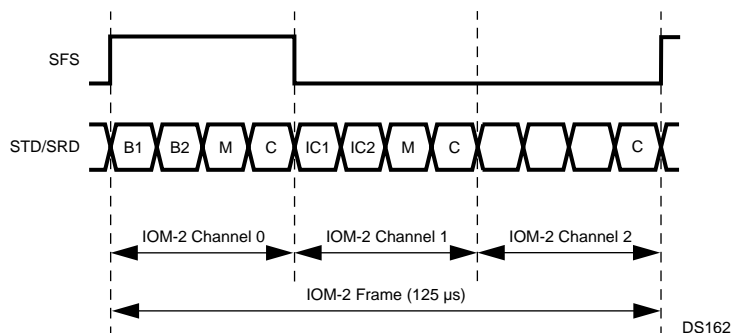 SFS
STD/SRD B1 B2 M C IC1 IC2 M C C
IOM-2 Channel 0 IOM-2 Channel 1 IOM-2 Channel 2
IOM-2 Frame (125 µs)
DS162